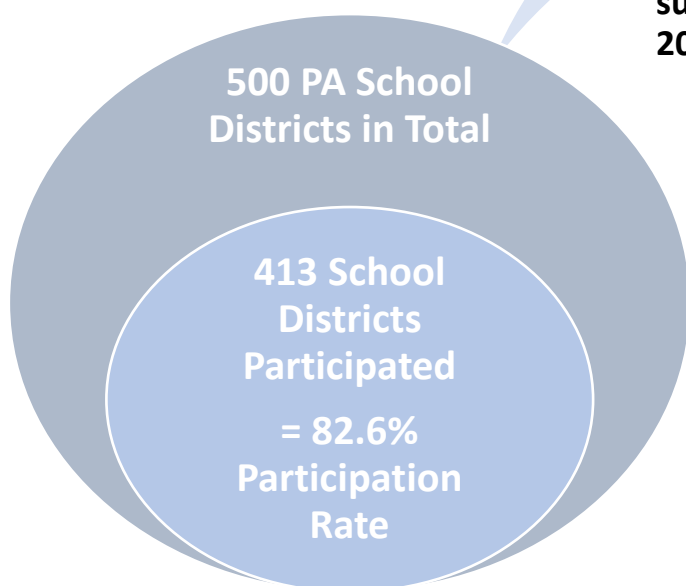 500 PA School
Districts in Total
413 School
Districts
Participated
= 82.6%
Participation
Rate